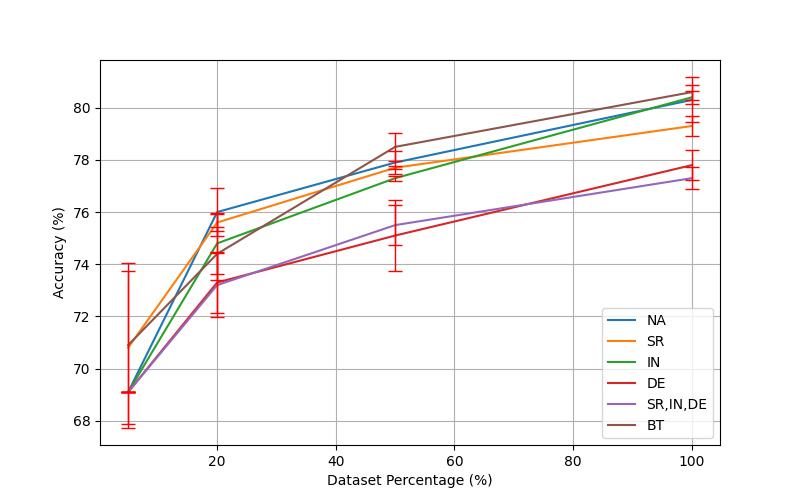 80
78
76
74
72
70
68
Accuracy (%)
20
40
60
80
100
Dataset Percentage (%)
NA
SR
IN
DE
SR,IN,DE
BT